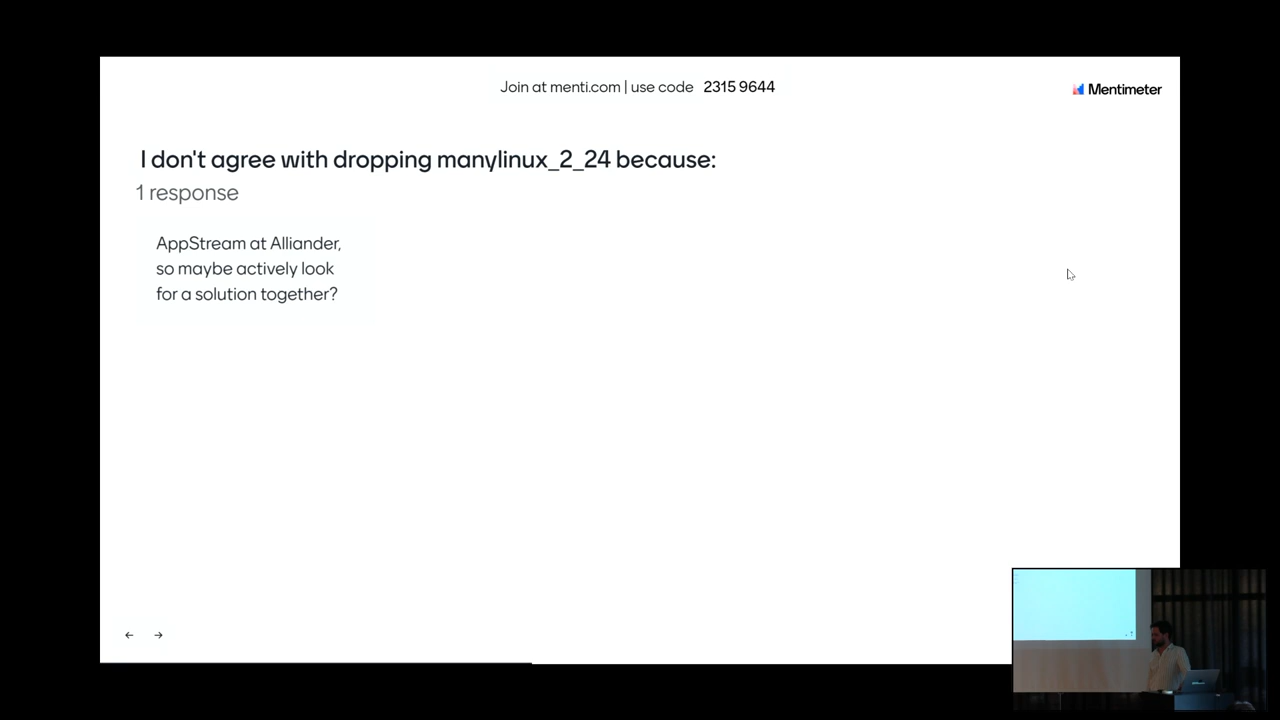 Join at menti.com | use code 2315 9644
Mentimeter
I don't agree with dropping manylinux_2_24 because:
1 response
AppStream at Alliander,
so maybe actively look
for a solution together?